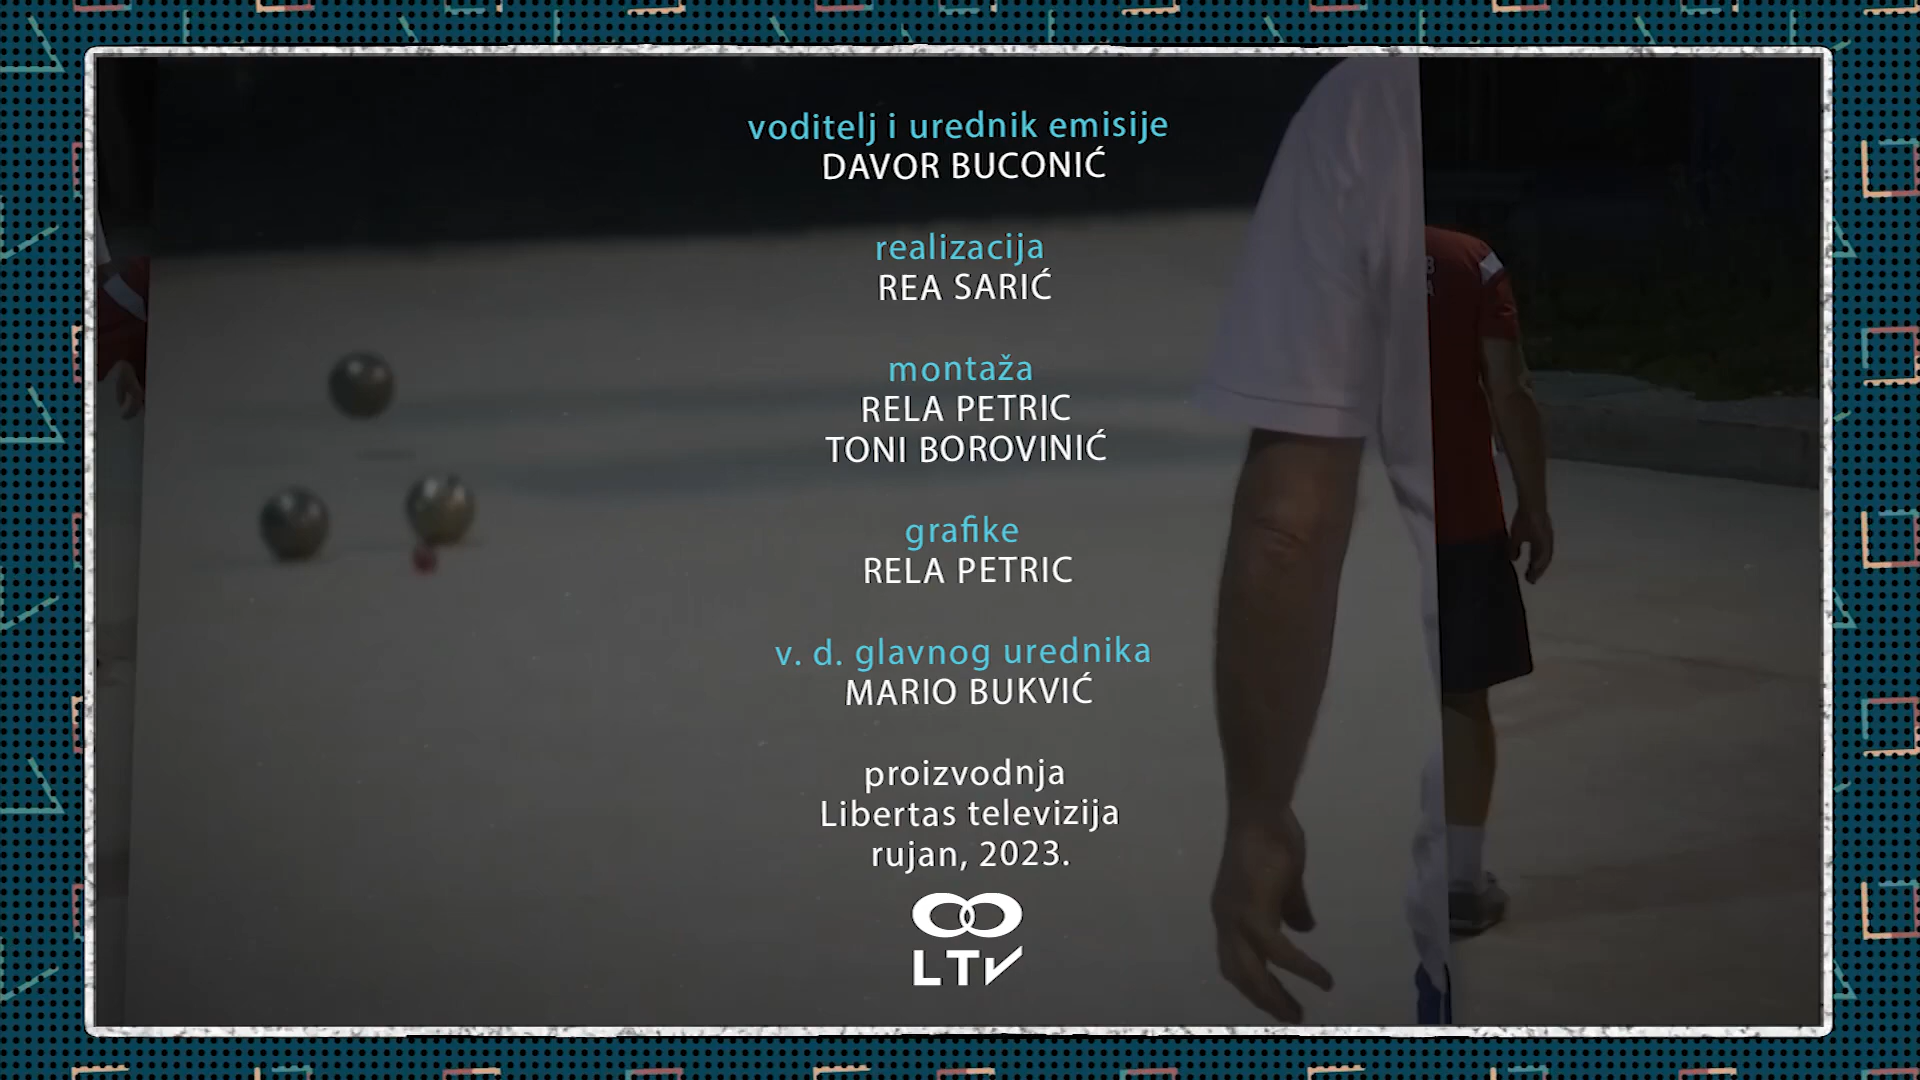 voditelj i urednik emisije
DAVOR BUCONIĆ
realizacija
REA SARIĆ
montaža
RELA PETRIC
TONI BOROVINIĆ
grafike
RELA PETRIC
v. d. glavnog urednika
MARIO BUKVIĆ
proizvodnja
Libertas televizija
rujan, 2023.
LTV